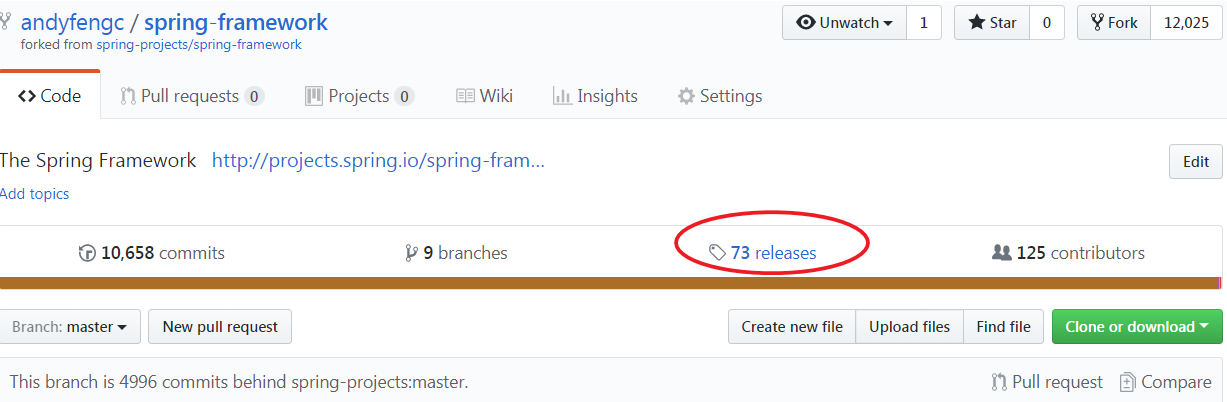 andyfengc / spring-framework
Unwatch 1 Star 0 Fork 12,025
forked from spring-projects/spring-framework
Code Pull requests 0 Projects 0 Wiki Insights Settings
The Spring Framework http://projects.spring.io/spring-fram...
Edit
Add topics
10,658 commits 9 branches 73 releases 125 contributors
Branch: master New pull request Create new file Upload files Find file Clone or download
This branch is 4996 commits behind spring-projects:master. Pull request Compare